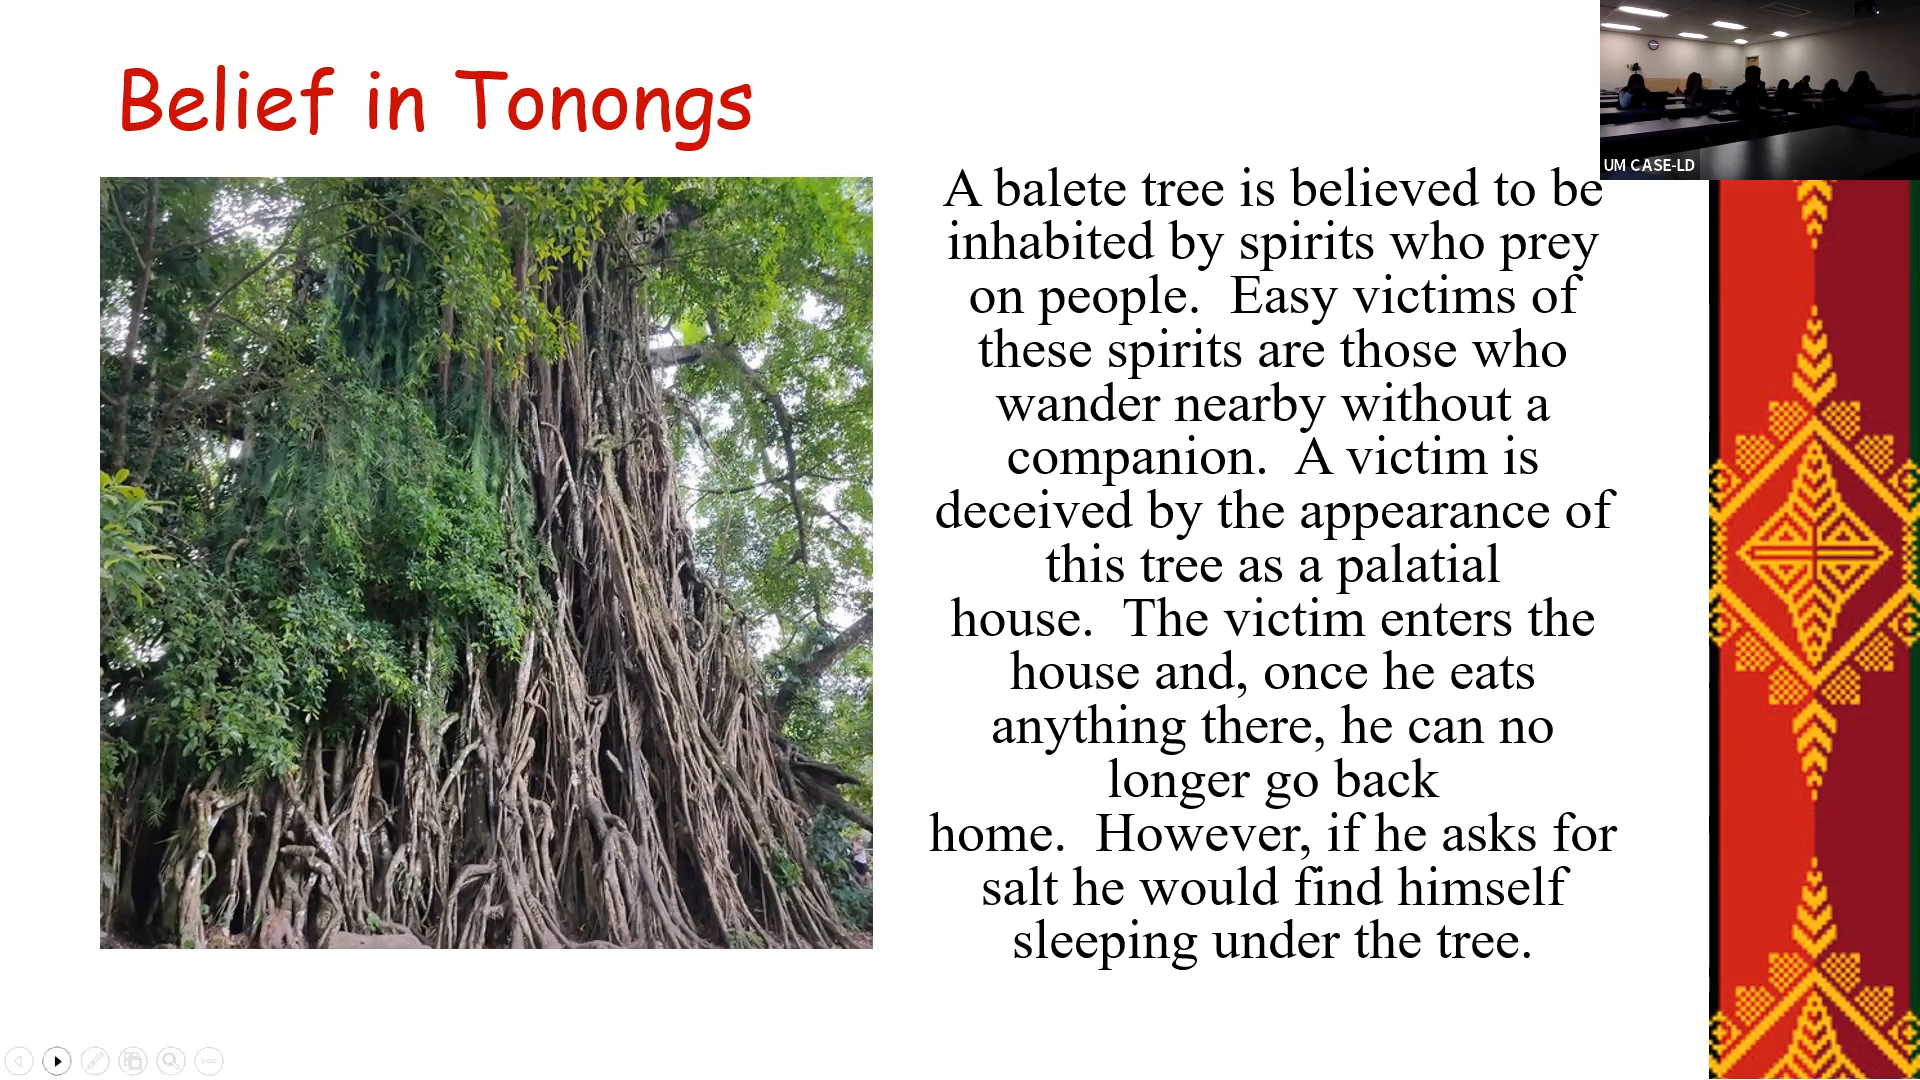 Belief in Tonongs
UM CASE-LD
A balete tree is believed to be
inhabited by spirits who prey
on people.  Easy victims of
these spirits are those who
wander nearby without a
companion.  A victim is
deceived by the appearance of
this tree as a palatial
house.  The victim enters the
house and, once he eats
anything there, he can no
longer go back
home.  However, if he asks for
salt he would find himself
sleeping under the tree.